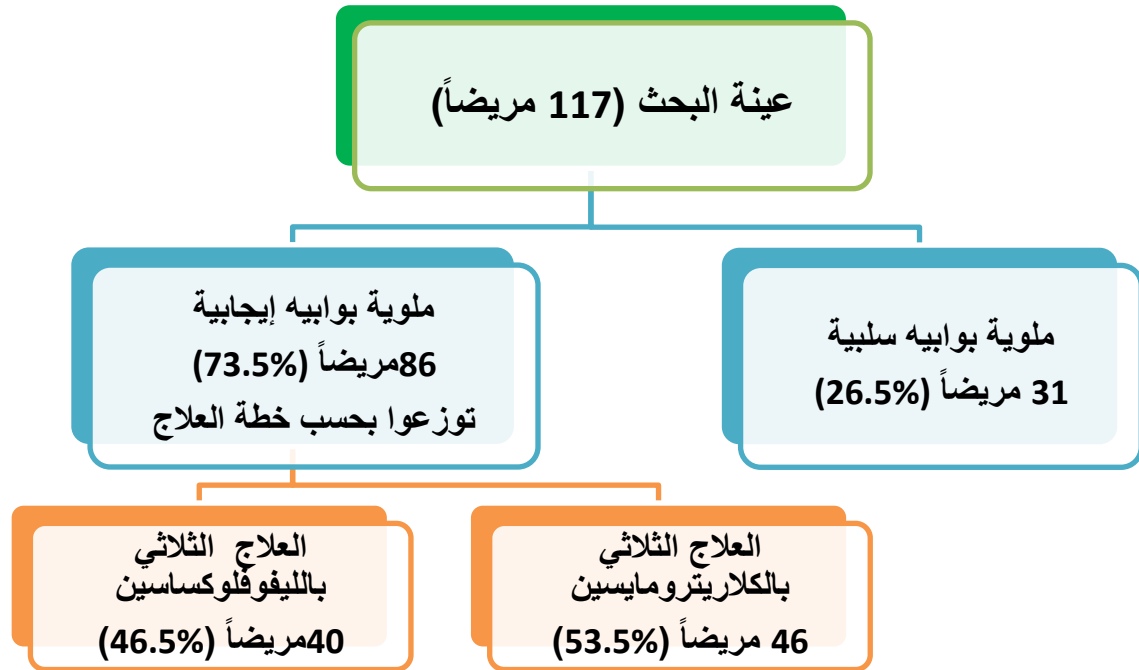 عينة البحث (117 مريضاً)
ملوية بوابيه إيجابية
86مريضاً (73.5%)
توزعوا بحسب خطة العلاج
ملوية بوابيه سلبية
31 مريضاً (26.5%)
العلاج الثلاثي
بالكلاريترومايسين
46 مريضاً (53.5%)
العلاج الثلاثي
بالليفوفلوكساسين
40مريضاً (46.5%)